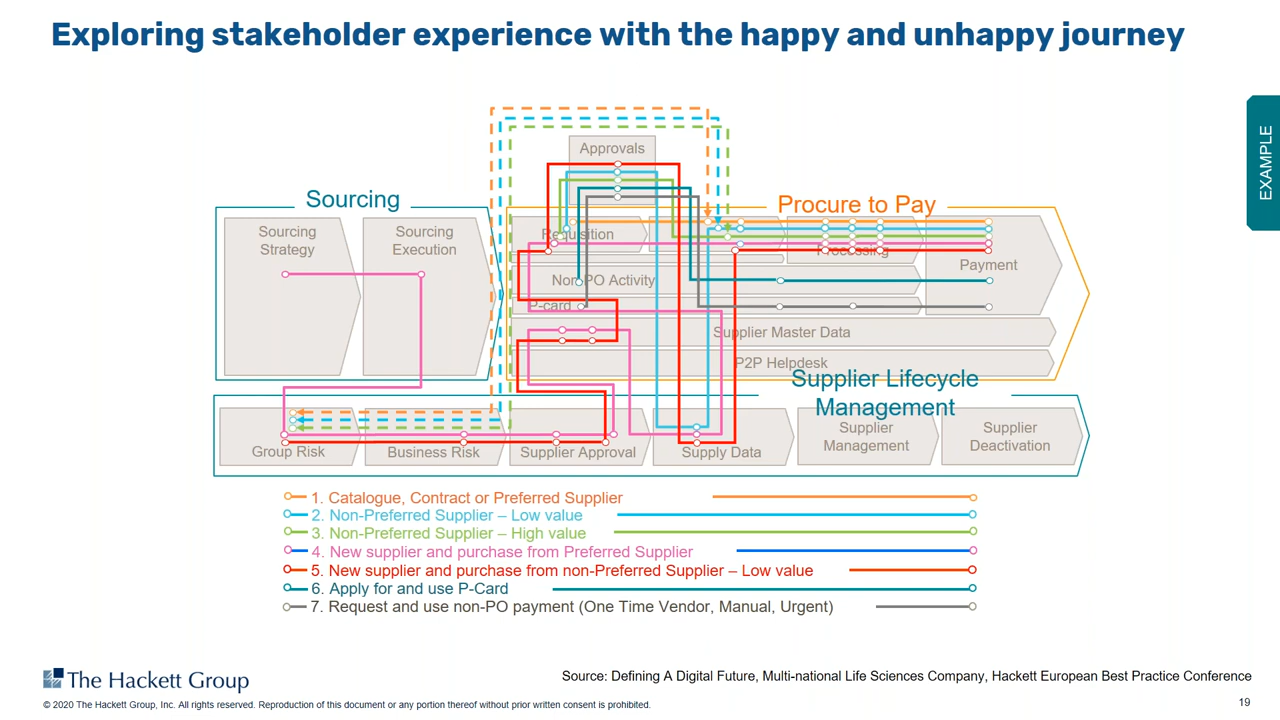 Exploring stakeholder experience with the happy and unhappy journey
EXAMPLE
Approvals
Sourcing
Procure to Pay
Sourcing
Strategy
Sourcing
Execution
Requisition
Processing
Payment
Non-PO Activity
P-card
Supplier Master Data
P2P Helpdesk
Supplier Lifecycle
Management
Group Risk
Business Risk
Supplier Approval
Supply Data
Supplier
Management
Supplier
Deactivation
1. Catalogue, Contract or Preferred Supplier
2. Non-Preferred Supplier – Low value
3. Non-Preferred Supplier – High value
4. New supplier and purchase from Preferred Supplier
5. New supplier and purchase from non-Preferred Supplier – Low value
6. Apply for and use P-Card
7. Request and use non-PO payment (One Time Vendor, Manual, Urgent)
The Hackett Group
Source: Defining A Digital Future, Multi-national Life Sciences Company, Hackett European Best Practice Conference
© 2020 The Hackett Group, Inc. All rights reserved. Reproduction of this document or any portion thereof without prior written consent is prohibited.
19